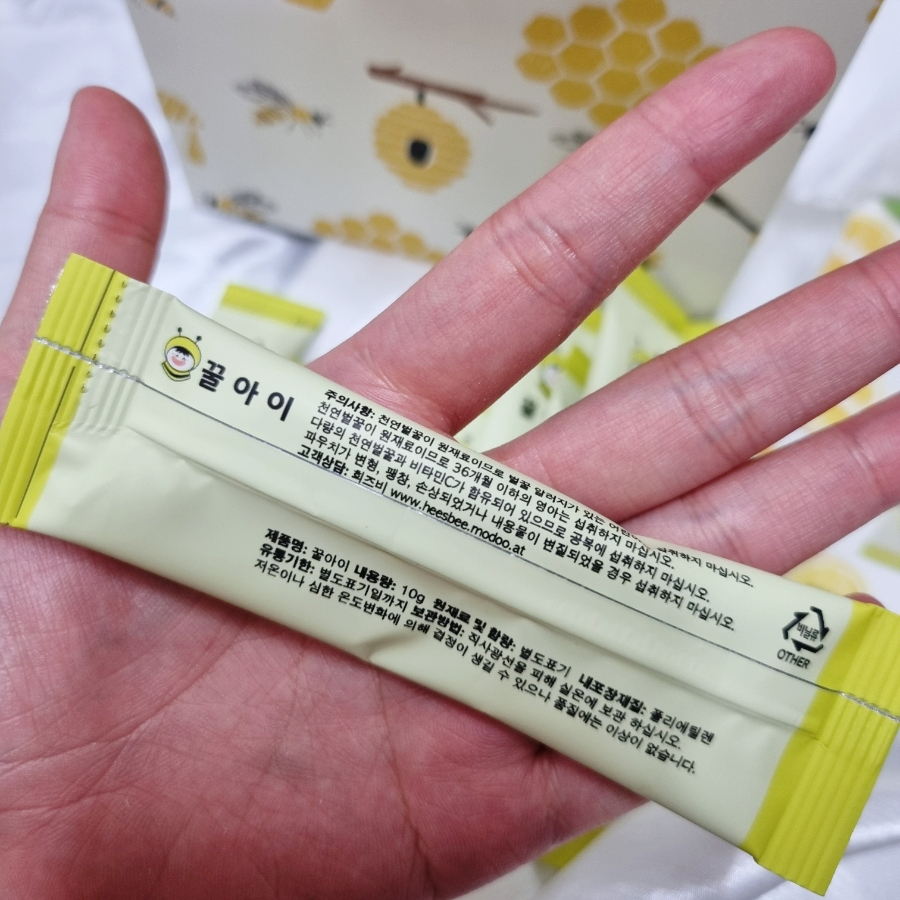 꿀아이
주의사항: 천연벌꿀이 원재료이므로 벌꿀 알러지가 있는
천연벌꿀이 원재료이므로 36개월 이하의 영아는 섭취하지 마십시오.
다량의 천연벌꿀과 비타민C가 함유되어 있으므로 공복에 섭취하지 마십시오.
파우치가 변형, 팽창, 손상되었거나 내용물이 변질되었을 경우 섭취하지 마십시오.
고객상담: 희즈비 www.heesbee.modoo.at
비닐류
OTHER
제품명: 꿀아이 내용량: 10g 원재료 및 함량: 별도표기 내포장재질: 폴리에틸렌
유통기한: 별도표기일까지 보관방법: 직사광선을 피해 실온에 보관 하십시오.
저온이나 심한 온도변화에 의해 결정이 생길 수 있으나 품질에는 이상이 없습니다.